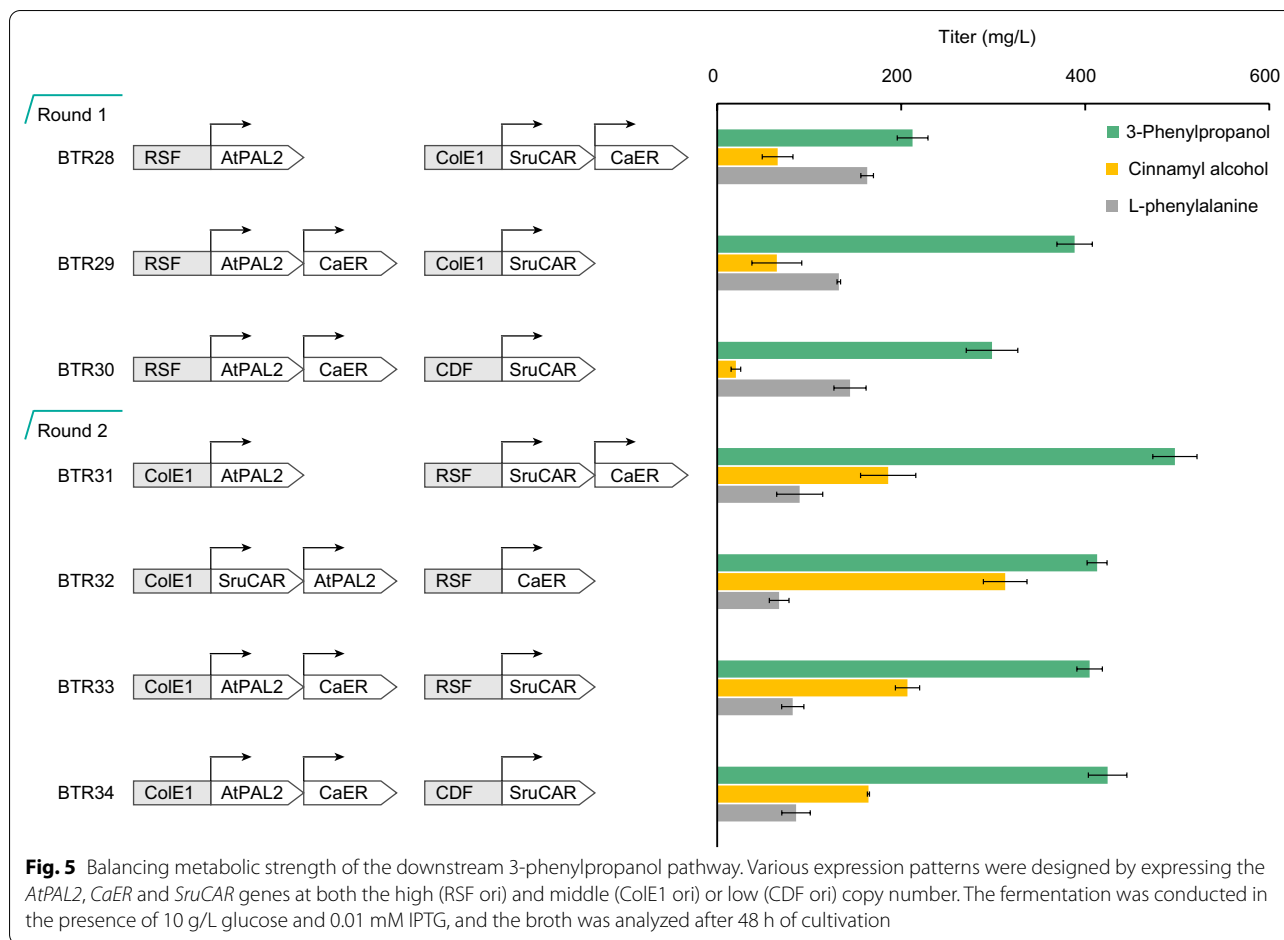 Titer (mg/L)
0 200 400 600
Round 1
3-Phenylpropanol
Cinnamyl alcohol
L-phenylalanine
BTR28 RSF AtPAL2 ColE1 SruCAR CaER
BTR29 RSF AtPAL2 CaER ColE1 SruCAR
BTR30 RSF AtPAL2 CaER CDF SruCAR
Round 2
BTR31 ColE1 AtPAL2 RSF SruCAR CaER
BTR32 ColE1 SruCAR AtPAL2 RSF CaER
BTR33 ColE1 AtPAL2 CaER RSF SruCAR
BTR34 ColE1 AtPAL2 CaER CDF SruCAR
Fig. 5 Balancing metabolic strength of the downstream 3-phenylpropanol pathway. Various expression patterns were designed by expressing the
AtPAL2, CaER and SruCAR genes at both the high (RSF ori) and middle (ColE1 ori) or low (CDF ori) copy number. The fermentation was conducted in
the presence of 10 g/L glucose and 0.01 mM IPTG, and the broth was analyzed after 48 h of cultivation